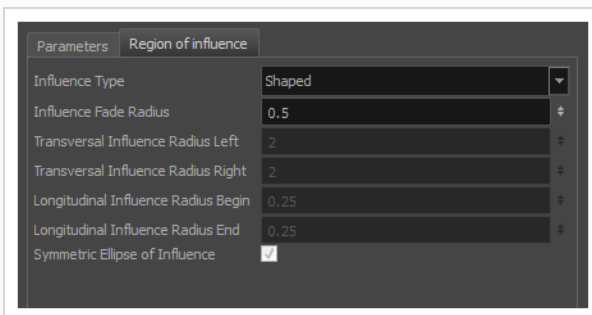 Parameters Region of influence
Influence Type Shaped
Influence Fade Radius 0.5
Transversal Influence Radius Left 2
Transversal Influence Radius Right 2
Longitudinal Influence Radius Begin 0.25
Longitudinal Influence Radius End 0.25
Symmetric Ellipse of Influence